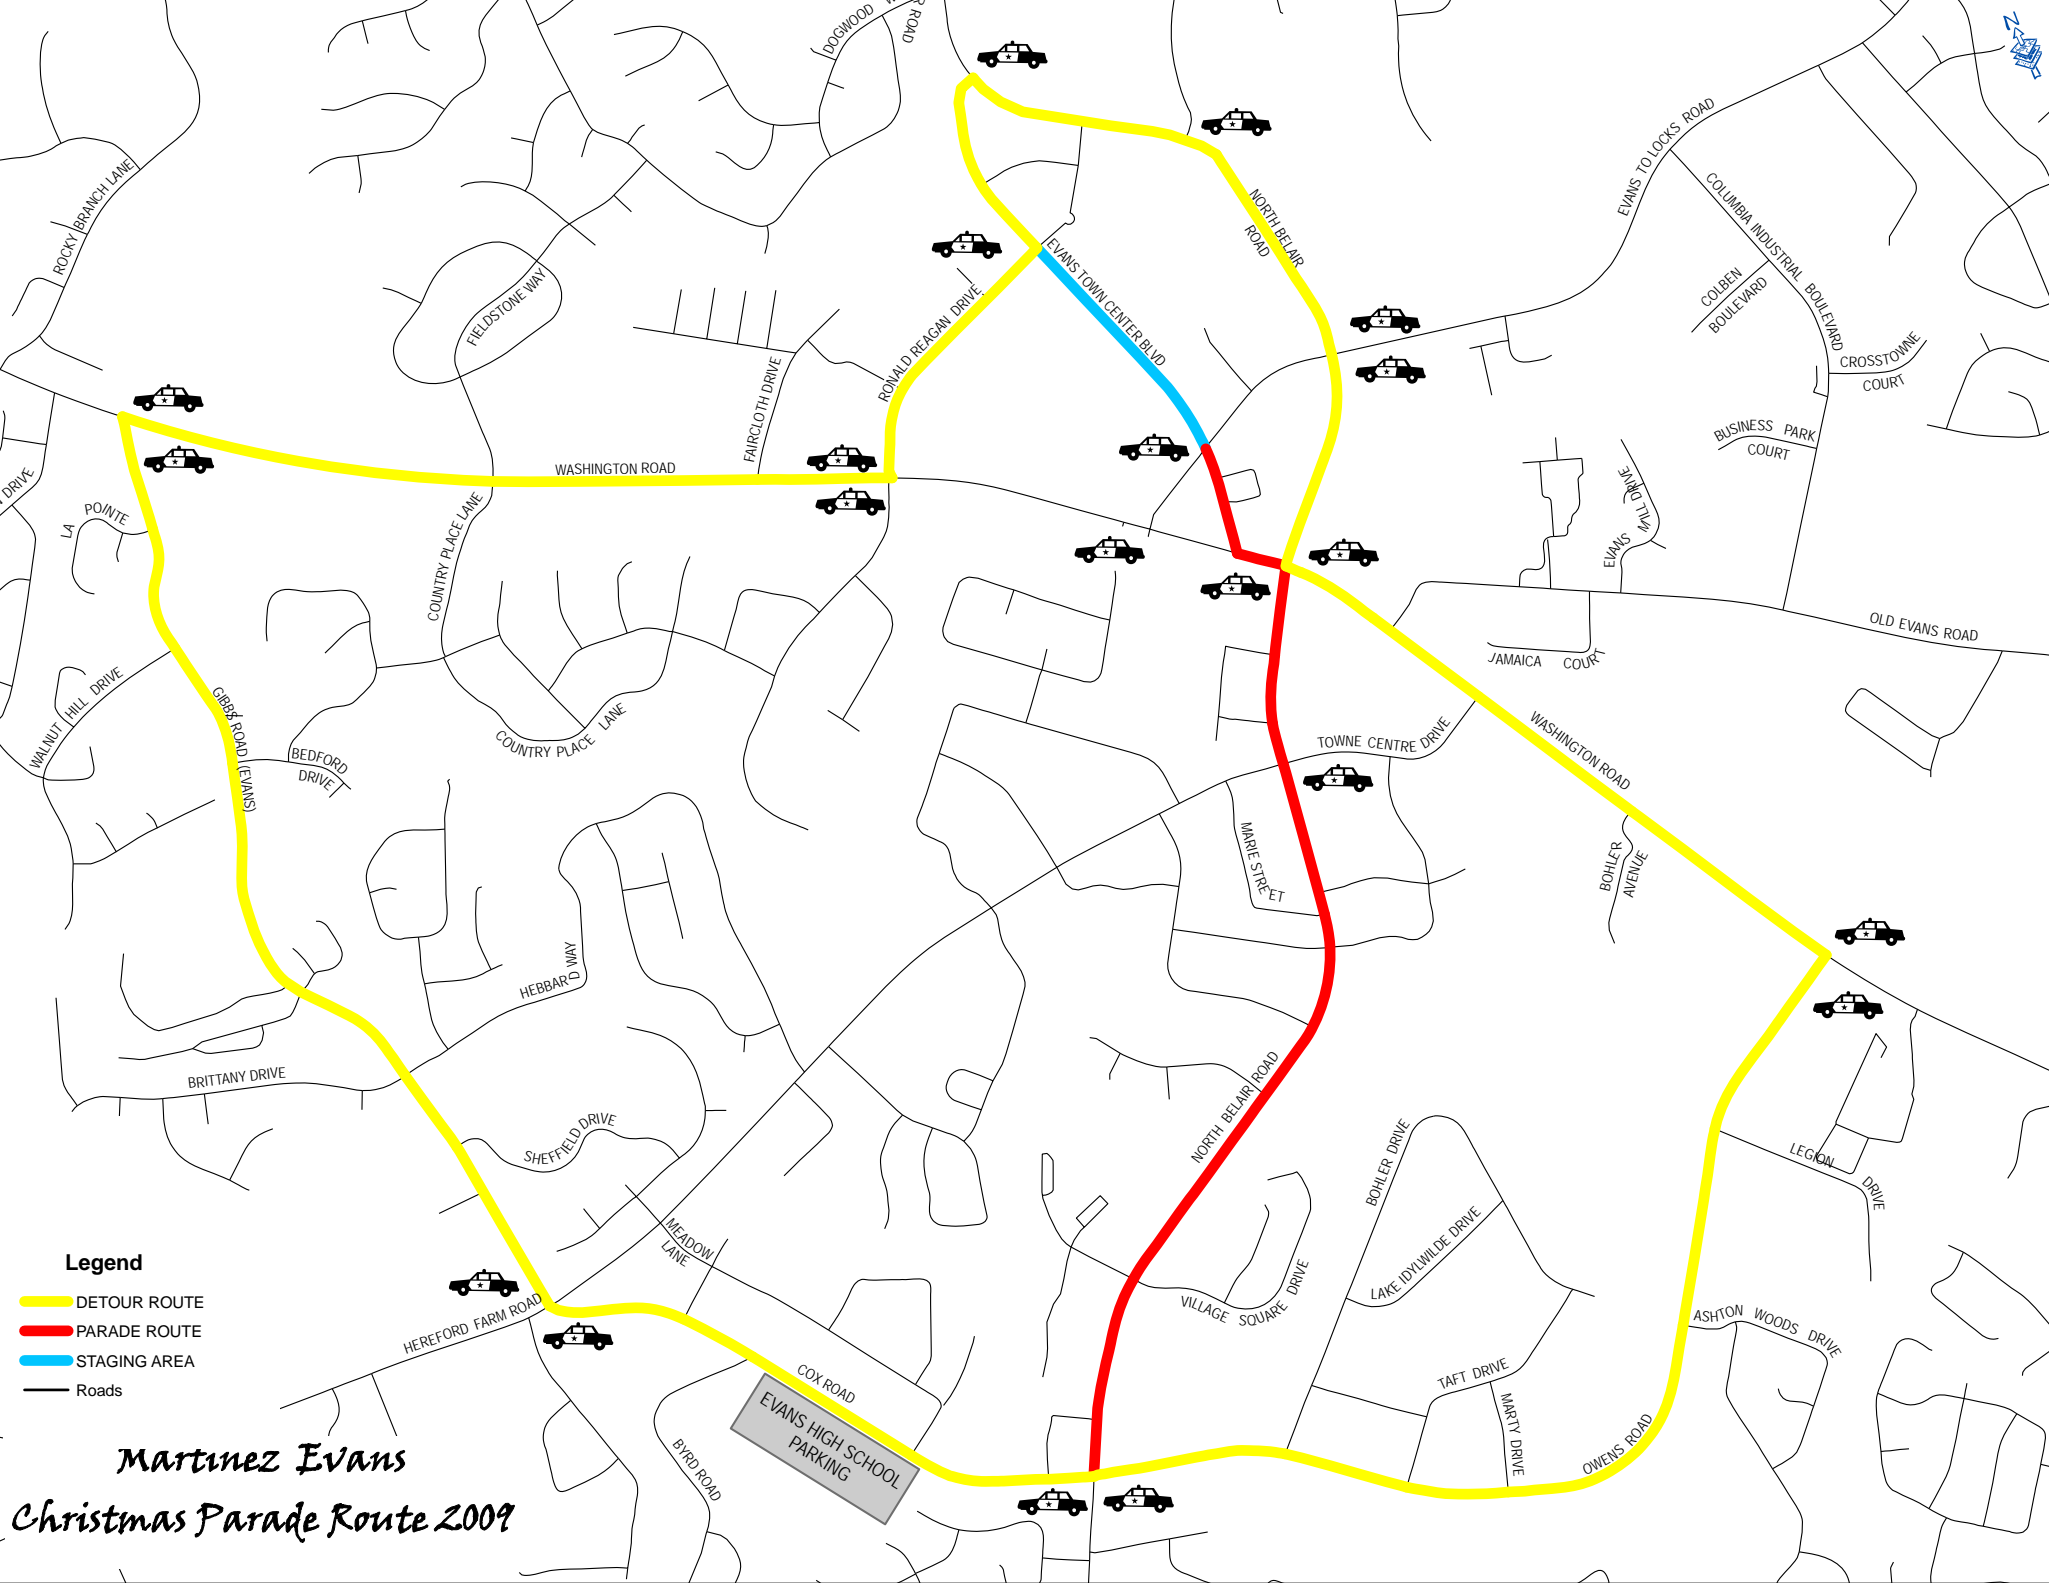 DOGWOOD
ROAD
N
EVANS TO LOCKS ROAD
ROCKY BRANCH LANE
NORTH BELAIR
ROAD
COLUMBIA INDUSTRIAL BOULEVARD
COLBEN
BOULEVARD
FIELDSTONE WAY
EVANS TOWN CENTER BLVD
RONALD REAGAN DRIVE
CROSSTOWNE
COURT
FAIRCLOTH DRIVE
BUSINESS PARK
COURT
WASHINGTON ROAD
DRIVE
LA POINTE
COUNTRY PLACE LANE
EVANS MILL DRIVE
OLD EVANS ROAD
JAMAICA COURT
WALNUT HILL DRIVE
GIBBS ROAD (EVANS)
BEDFORD
DRIVE
COUNTRY PLACE LANE
TOWNE CENTRE DRIVE
WASHINGTON ROAD
MARIE STREET
BOHLER
AVENUE
HEBBARD WAY
BRITTANY DRIVE
SHEFFIELD DRIVE
NORTH BELAIR ROAD
BOHLER DRIVE
LEGION DRIVE
MEADOW
LANE
LAKE IDYLWILDE DRIVE
VILLAGE SQUARE DRIVE
HEREFORD FARM ROAD
ASHTON WOODS DRIVE
COX ROAD
TAFT DRIVE
MARTY DRIVE
OWENS ROAD
BYRD ROAD
EVANS HIGH SCHOOL
PARKING
Legend
DETOUR ROUTE
PARADE ROUTE
STAGING AREA
Roads
Martinez Evans
Christmas Parade Route 2009